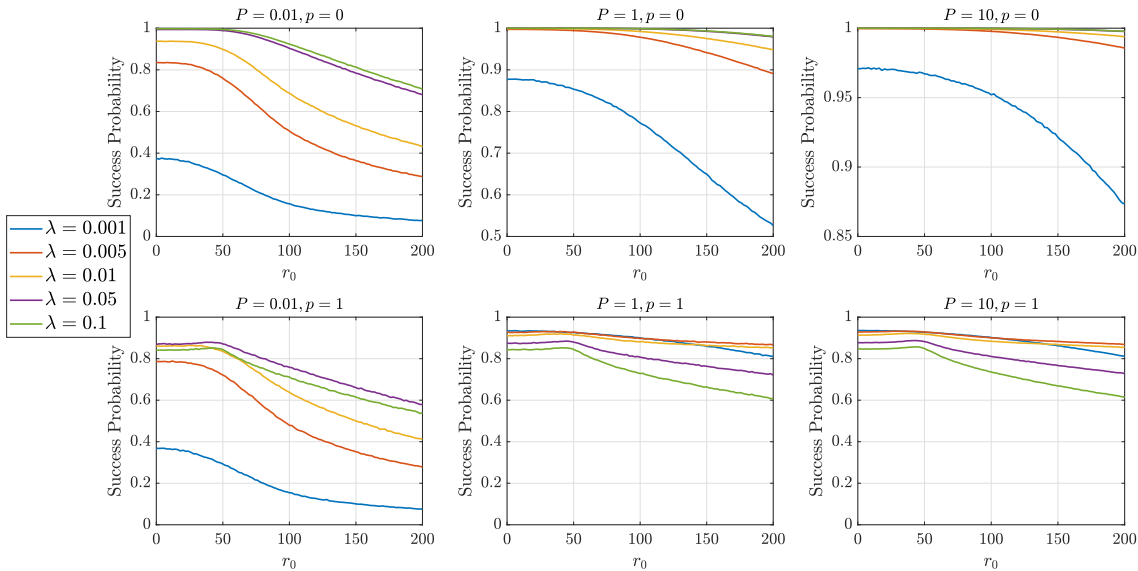 P = 0.01, p = 0
Success Probability
1
0.8
0.6
0.4
0.2
0
0 50 100 150 200
r₀
P = 1, p = 0
Success Probability
1
0.9
0.8
0.7
0.6
0.5
0 50 100 150 200
r₀
P = 10, p = 0
Success Probability
1
0.95
0.9
0.85
0 50 100 150 200
r₀
λ = 0.001
λ = 0.005
λ = 0.01
λ = 0.05
λ = 0.1
P = 0.01, p = 1
Success Probability
1
0.8
0.6
0.4
0.2
0
0 50 100 150 200
r₀
P = 1, p = 1
Success Probability
1
0.8
0.6
0.4
0.2
0
0 50 100 150 200
r₀
P = 10, p = 1
Success Probability
1
0.8
0.6
0.4
0.2
0
0 50 100 150 200
r₀